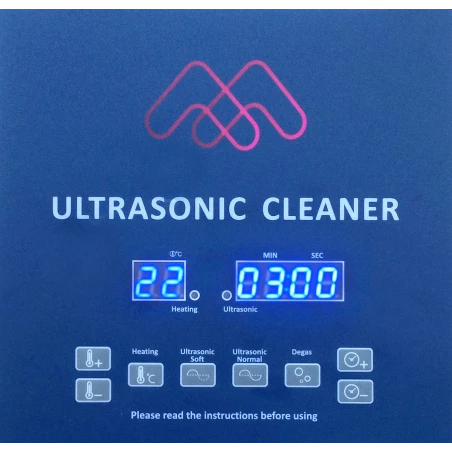 ULTRASONIC CLEANER
°C MIN SEC
22 0300
Heating Ultrasonic
Heating Ultrasonic Soft Ultrasonic Normal Degas
+ °C +
− −
Please read the instructions before using